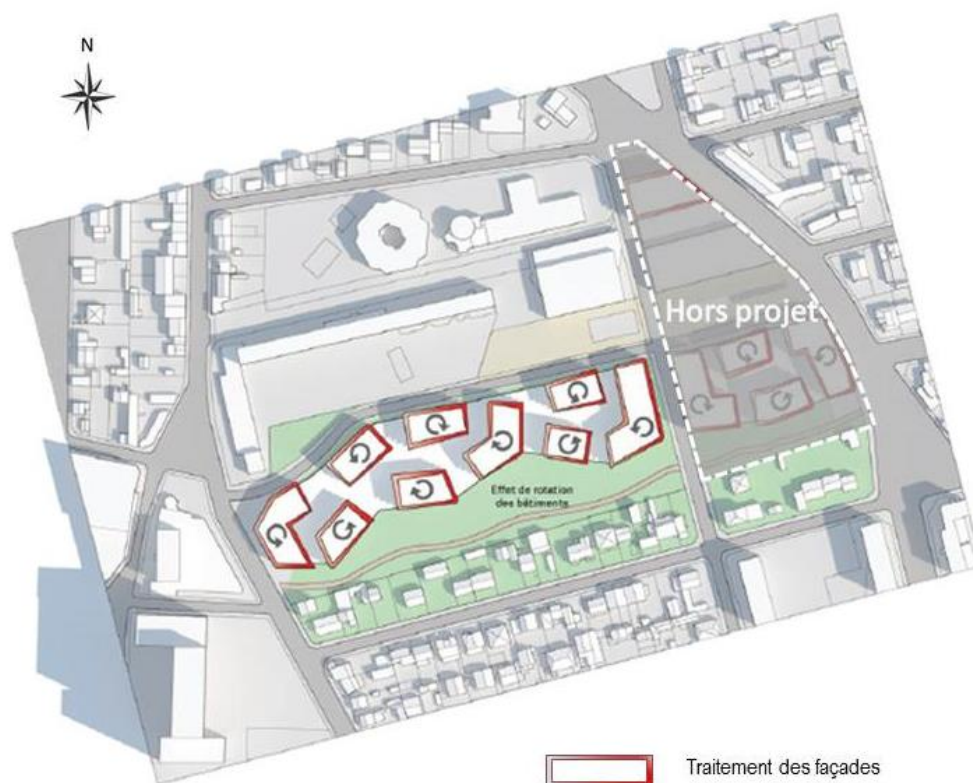 N
Hors projet
Effet de rotation
des bâtiments
Traitement des façades